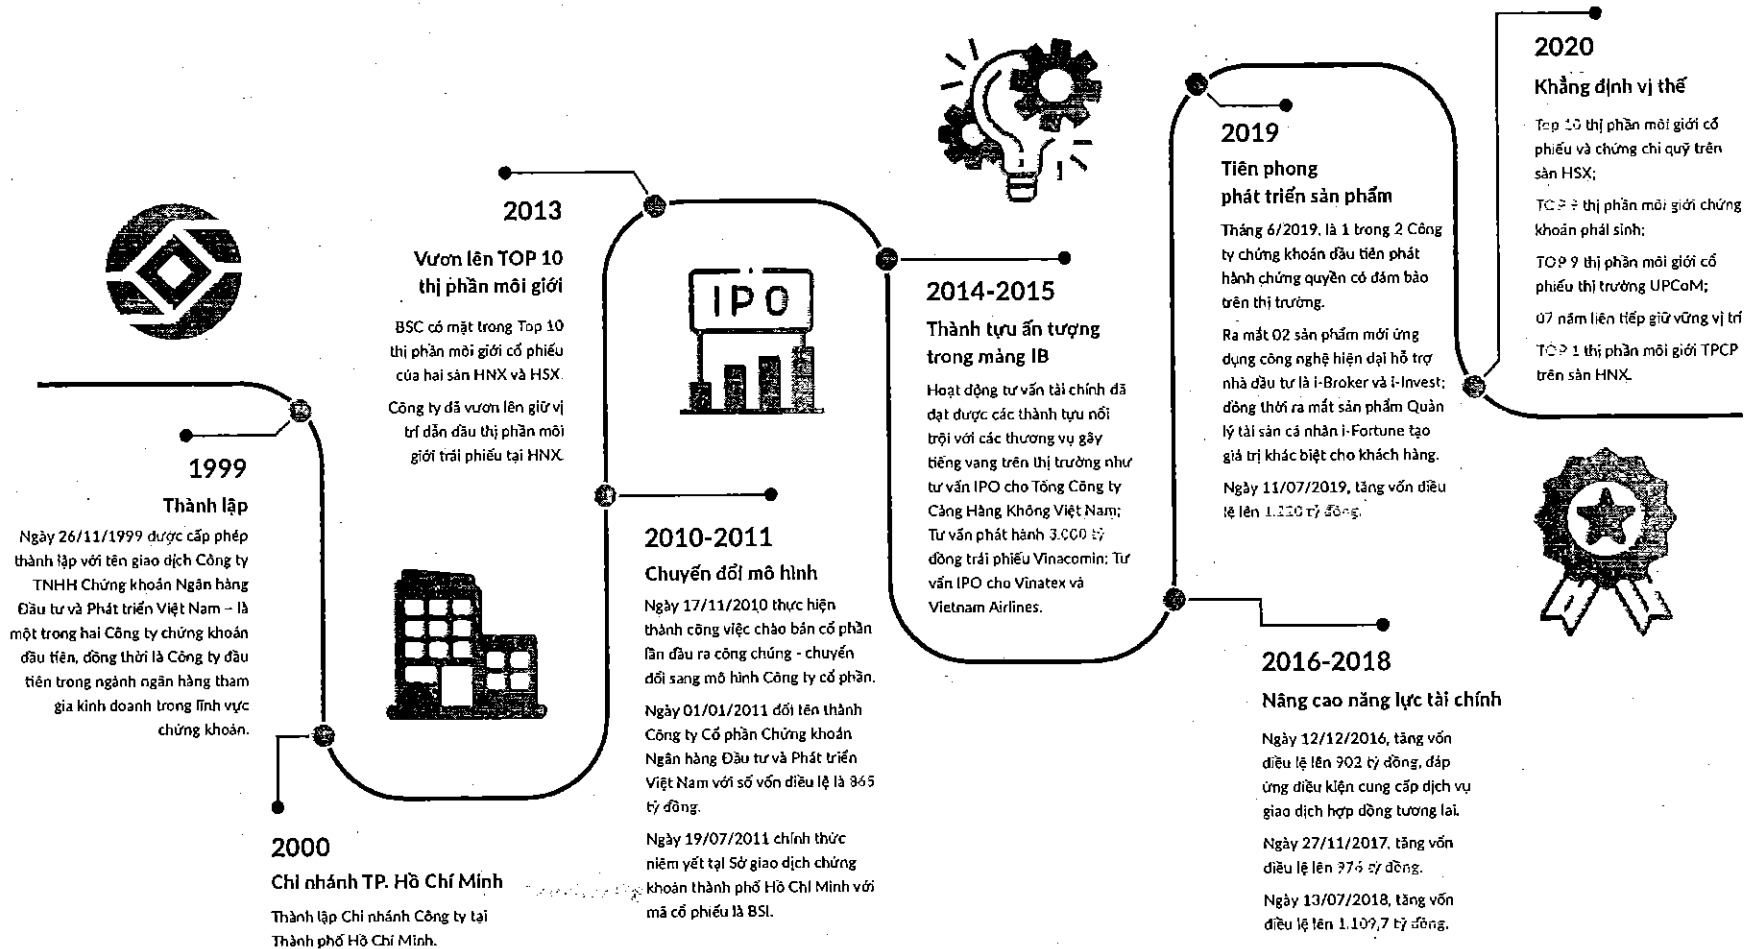 1999
Thành lập
Ngày 26/11/1999 được cấp phép
thành lập với tên giao dịch Công ty
TNHH Chứng khoán Ngân hàng
Đầu tư và Phát triển Việt Nam – là
một trong hai Công ty chứng khoán
đầu tiên, đồng thời là Công ty đầu
tiên trong ngành ngân hàng tham
gia kinh doanh trong lĩnh vực
chứng khoán.
2000
Chi nhánh TP. Hồ Chí Minh
Thành lập Chi nhánh Công ty tại
Thành phố Hồ Chí Minh.
2010-2011
Chuyển đổi mô hình
Ngày 17/11/2010 thực hiện
thành công việc chào bán cổ phần
lần đầu ra công chúng - chuyển
đổi sang mô hình Công ty cổ phần.
Ngày 01/01/2011 đổi tên thành
Công ty Cổ phần Chứng khoán
Ngân hàng Đầu tư và Phát triển
Việt Nam với số vốn điều lệ là 865
tỷ đồng.
Ngày 19/07/2011 chính thức
niêm yết tại Sở giao dịch chứng
khoán thành phố Hồ Chí Minh với
mã cổ phiếu là BSI.
2013
Vươn lên TOP 10
thị phần môi giới
BSC có mặt trong Top 10
thị phần môi giới cổ phiếu
của hai sàn HNX và HSX.
Công ty đã vươn lên giữ vị
trí dẫn đầu thị phần môi
giới trái phiếu tại HNX.
IPO
2014-2015
Thành tựu ấn tượng
trong mảng IB
Hoạt động tư vấn tài chính đã
đạt được các thành tựu nổi
trội với các thương vụ gây
tiếng vang trên thị trường như
tư vấn IPO cho Tổng Công ty
Cảng Hàng Không Việt Nam;
Tư vấn phát hành 3.000 tỷ
đồng trái phiếu Vinacomin; Tư
vấn IPO cho Vinatex và
Vietnam Airlines.
2016-2018
Nâng cao năng lực tài chính
Ngày 12/12/2016, tăng vốn
điều lệ lên 902 tỷ đồng, đáp
ứng điều kiện cung cấp dịch vụ
giao dịch hợp đồng tương lai.
Ngày 27/11/2017, tăng vốn
điều lệ lên tỷ đồng.
Ngày 13/07/2018, tăng vốn
điều lệ lên 1.109,7 tỷ đồng.
2019
Tiên phong
phát triển sản phẩm
Tháng 6/2019, là 1 trong 2 Công
ty chứng khoán đầu tiên phát
hành chứng quyền có đảm bảo
trên thị trường.
Ra mắt 02 sản phẩm mới ứng
dụng công nghệ hiện đại hỗ trợ
nhà đầu tư là i-Broker và i-Invest;
đồng thời ra mắt sản phẩm Quản
lý tài sản cá nhân i-Fortune tạo
giá trị khác biệt cho khách hàng.
Ngày 11/07/2019, tăng vốn điều
lệ lên tỷ đồng.
2020
Khẳng định vị thế
Top 10 thị phần môi giới cổ
phiếu và chứng chỉ quỹ trên
sàn HSX;
TOP thị phần môi giới chứng
khoán phái sinh;
TOP 9 thị phần môi giới cổ
phiếu thị trường UPCoM;
07 năm liên tiếp giữ vững vị trí
TOP 1 thị phần môi giới TPCP
trên sàn HNX.